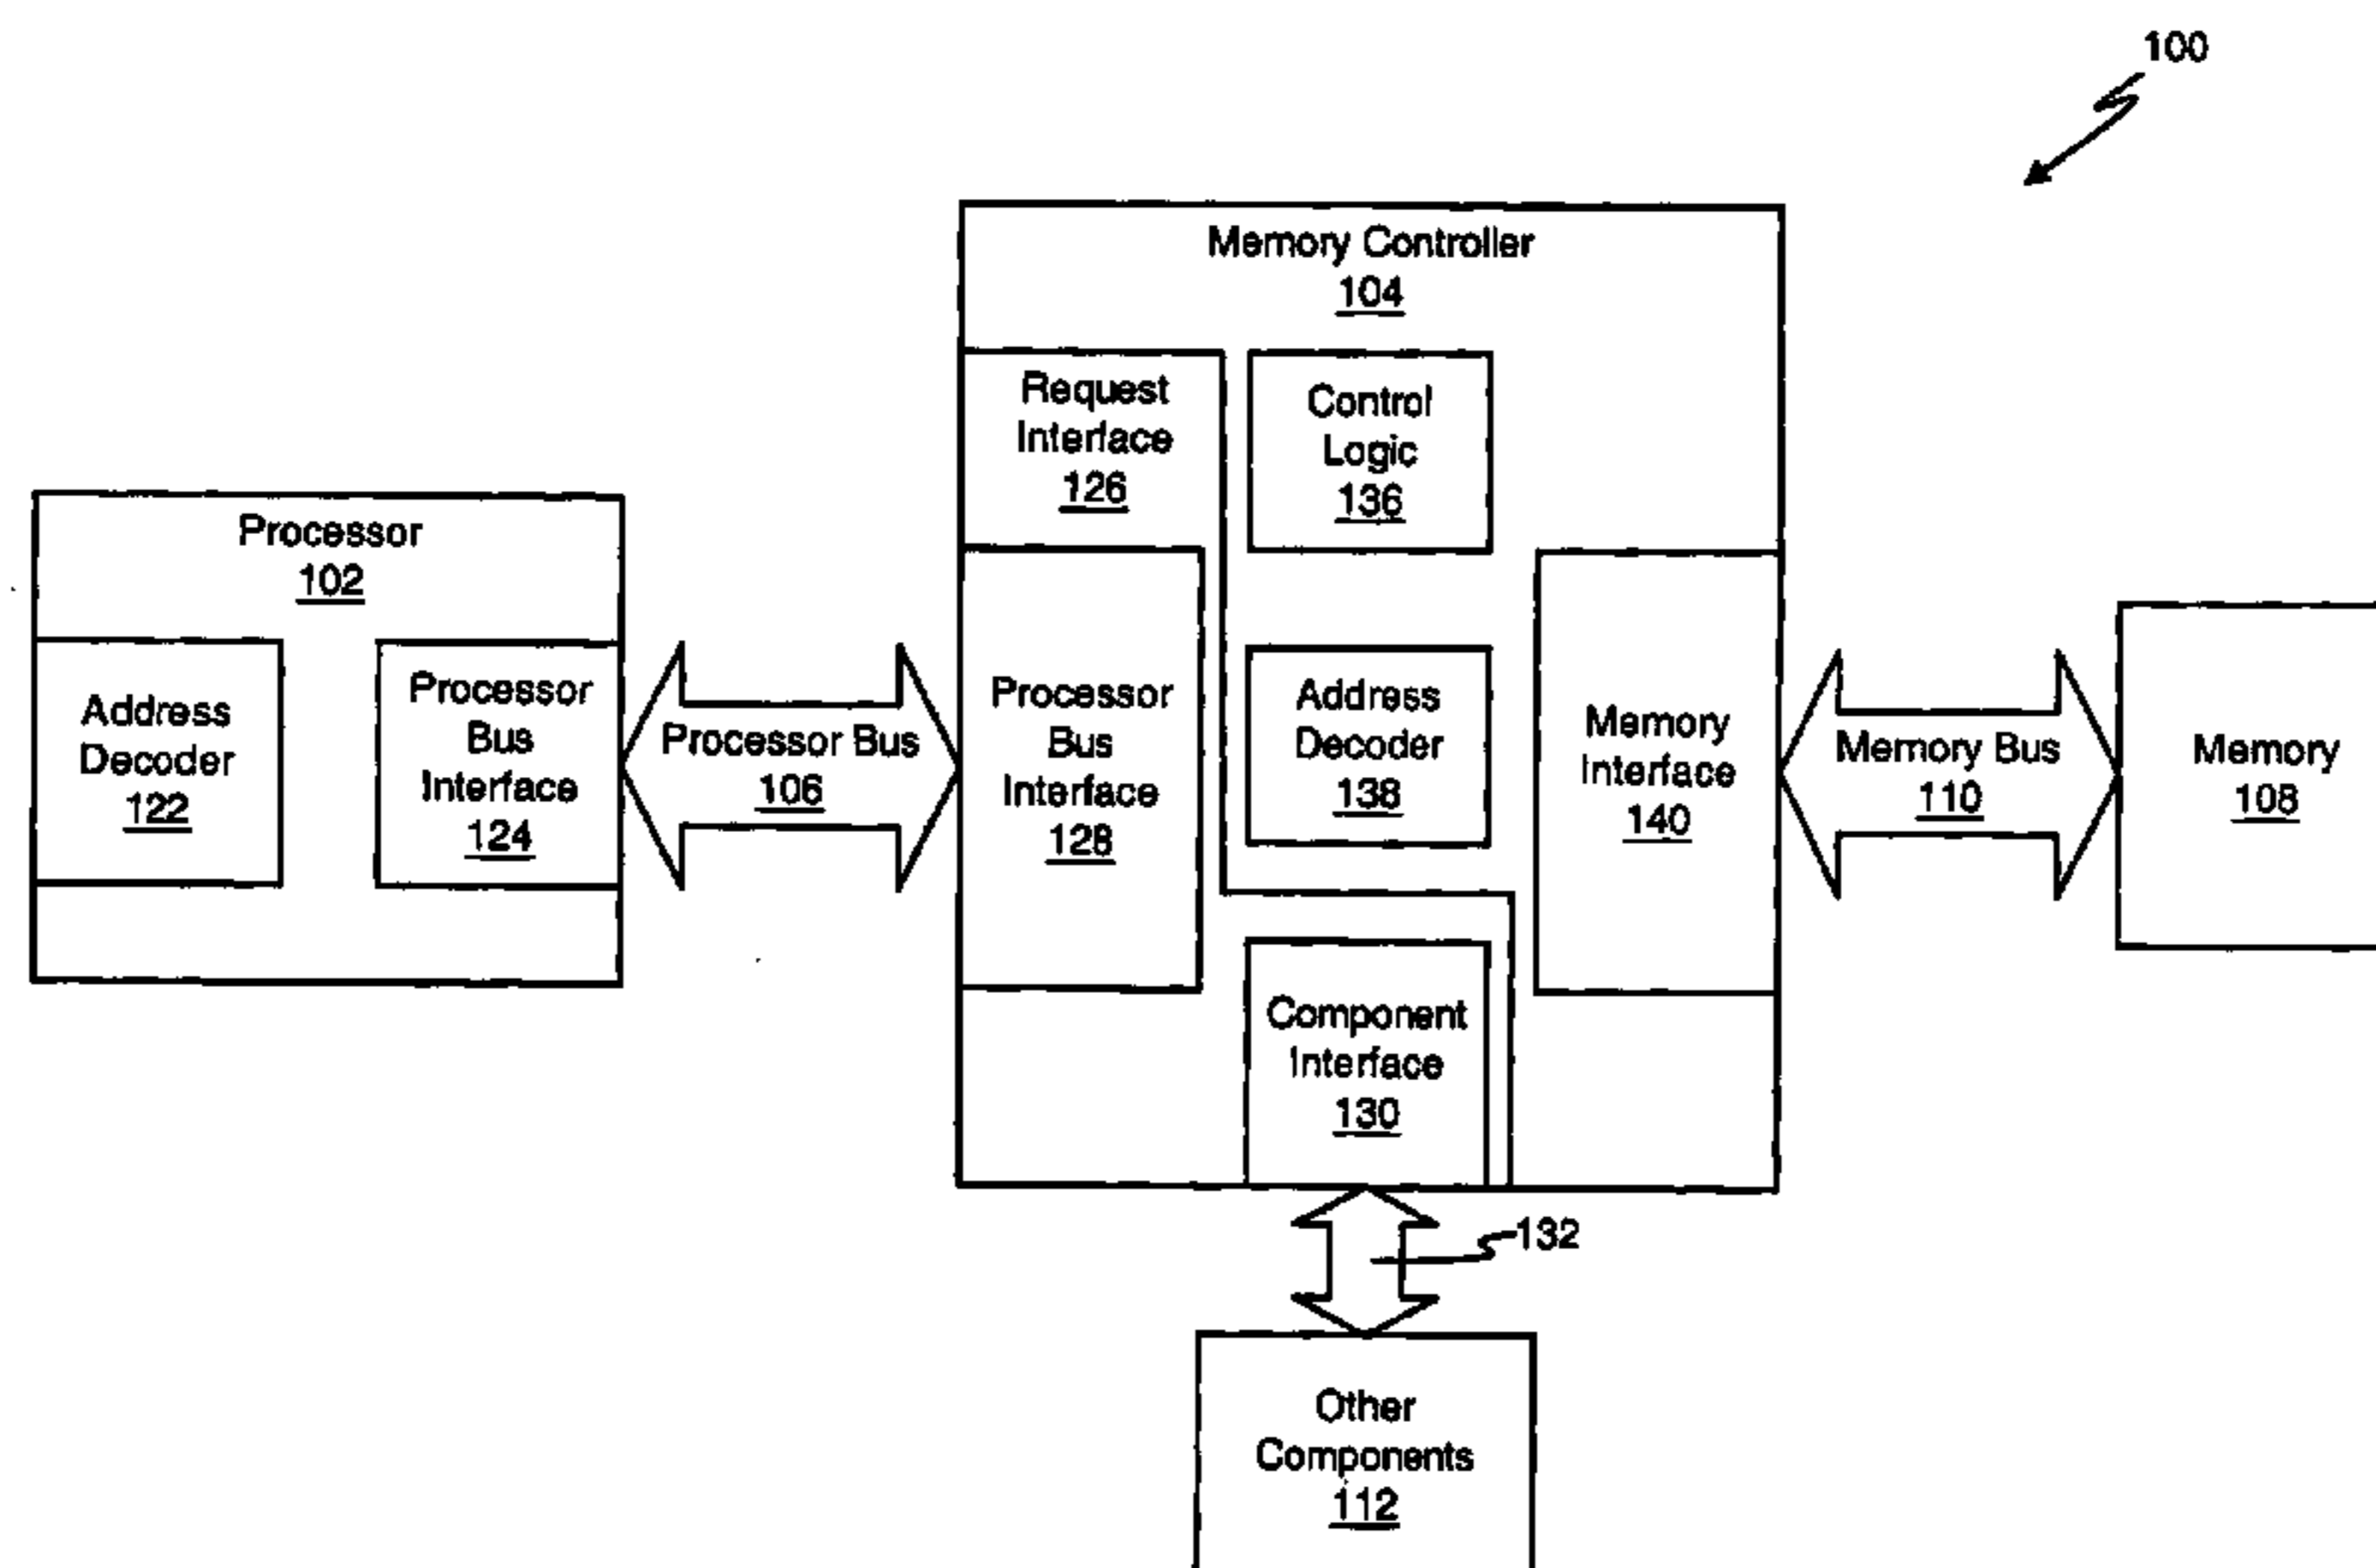 100
Memory Controller
104
Request
Interface
126
Control
Logic
136
Processor
102
Address
Decoder
122
Processor
Bus
Interface
124
Processor Bus
106
Processor
Bus
Interface
128
Address
Decoder
138
Memory
Interface
140
Memory Bus
110
Memory
108
Component
Interface
130
132
Other
Components
112